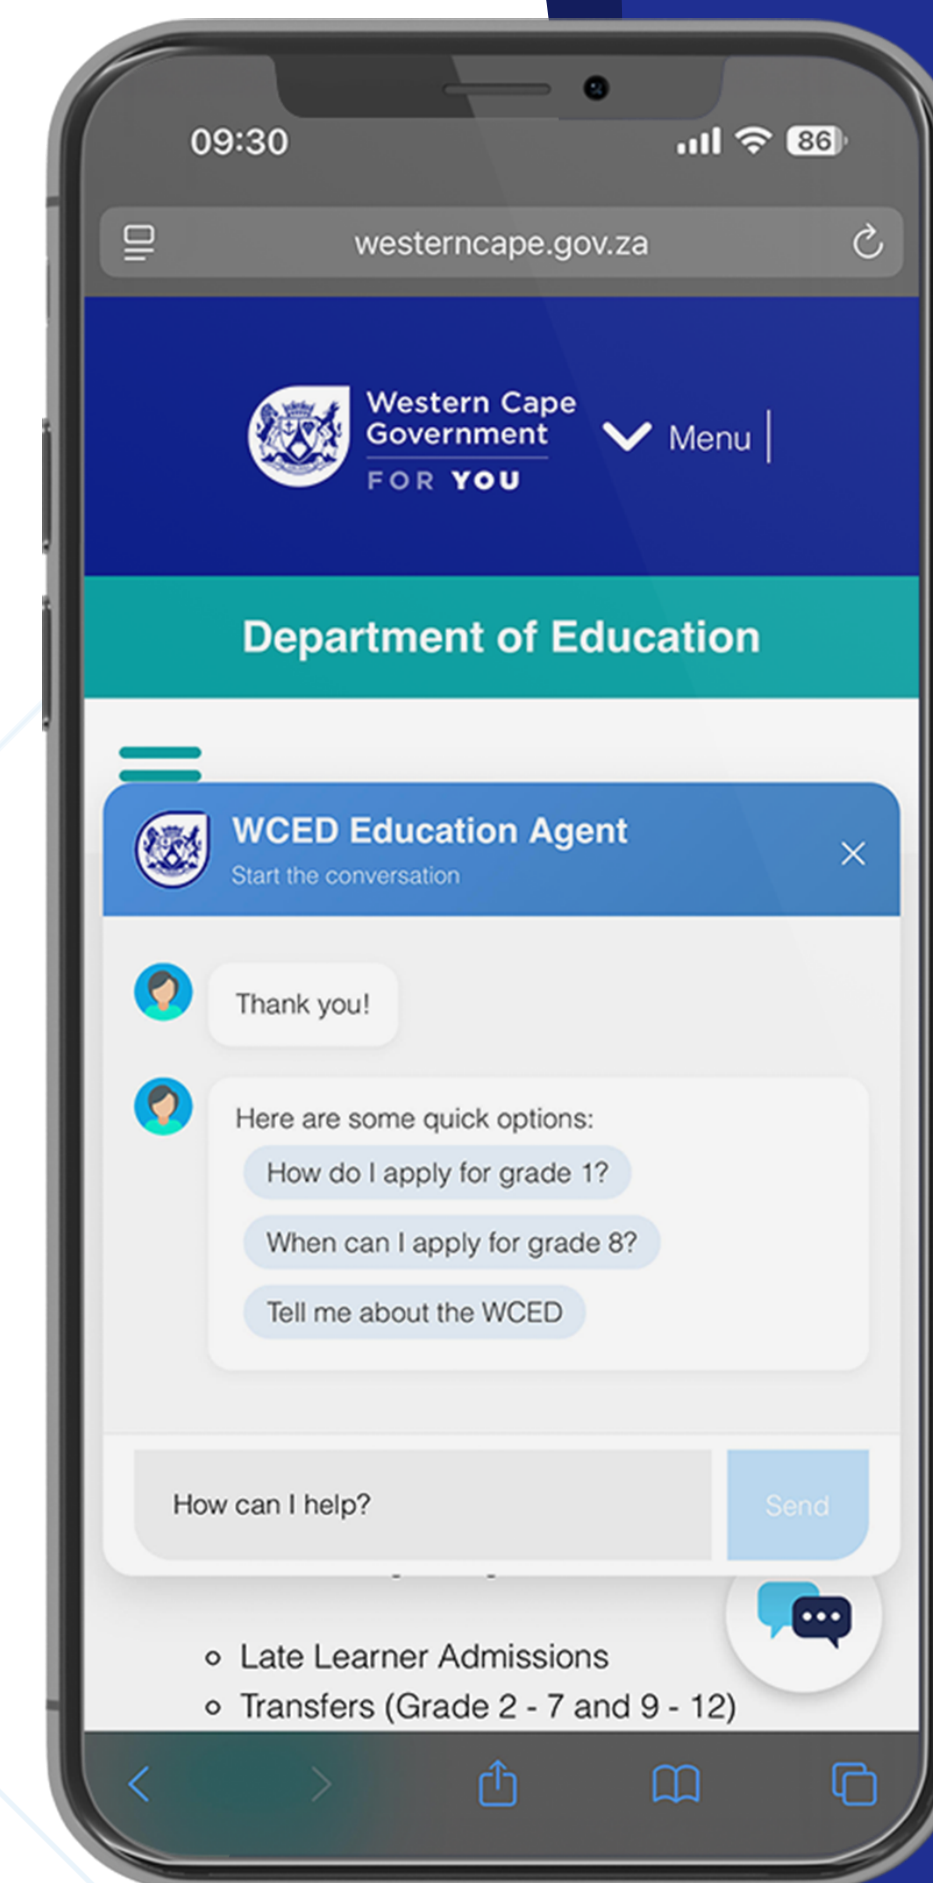 09:30
86
westerncape.gov.za
Western Cape
Government
FOR YOU
Menu
Department of Education
WCED Education Agent
Start the conversation
Thank you!
Here are some quick options:
How do I apply for grade 1?
When can I apply for grade 8?
Tell me about the WCED
How can I help?
Send
Late Learner Admissions
Transfers (Grade 2 - 7 and 9 - 12)